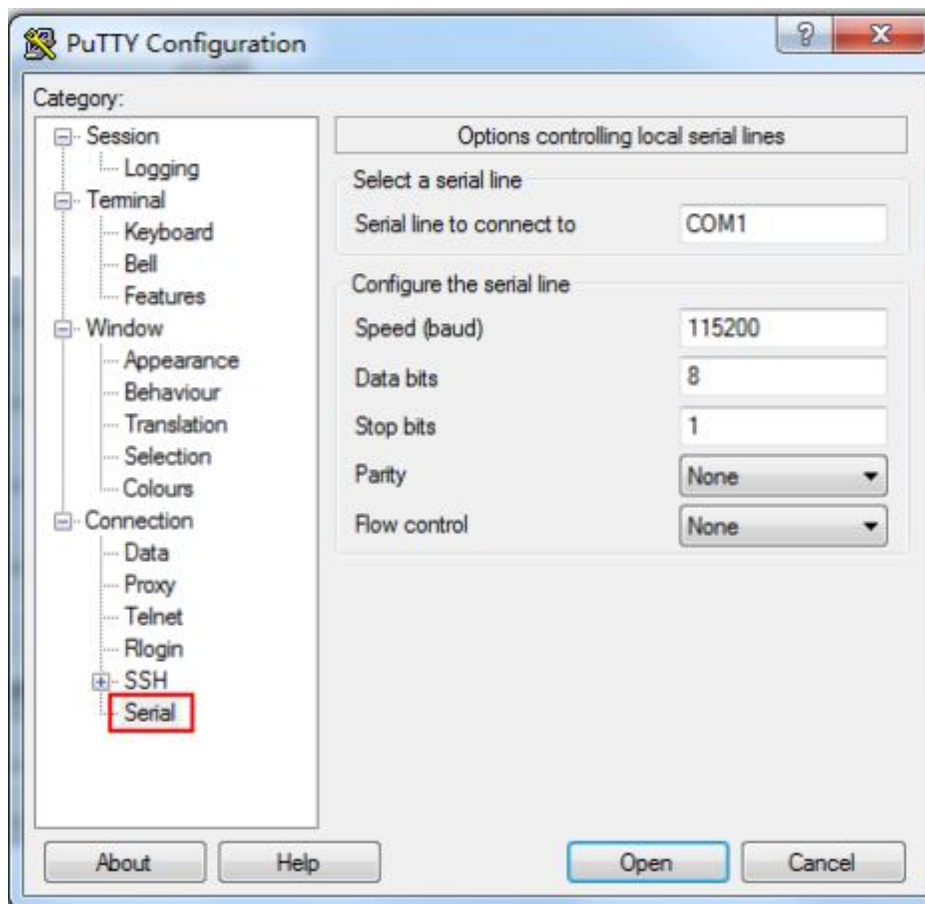 PuTTY Configuration
Category:
Session
Logging
Terminal
Keyboard
Bell
Features
Window
Appearance
Behaviour
Translation
Selection
Colours
Connection
Data
Proxy
Telnet
Rlogin
SSH
Serial
Options controlling local serial lines
Select a serial line
Serial line to connect to COM1
Configure the serial line
Speed (baud) 115200
Data bits 8
Stop bits 1
Parity None
Flow control None
About Help Open Cancel